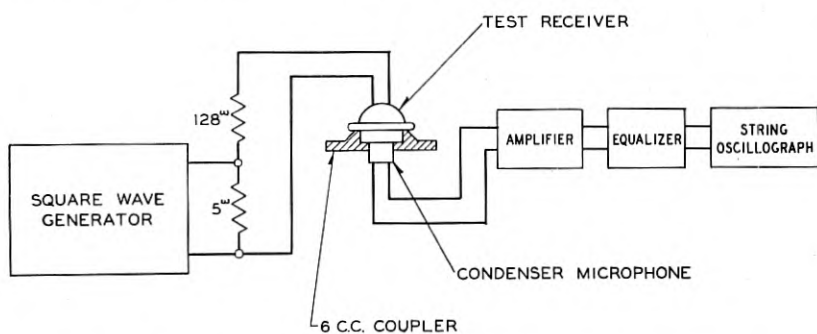 TEST RECEIVER
128ω
5ω
SQUARE WAVE
GENERATOR
AMPLIFIER
EQUALIZER
STRING
OSCILLOGRAPH
CONDENSER MICROPHONE
6 C.C. COUPLER